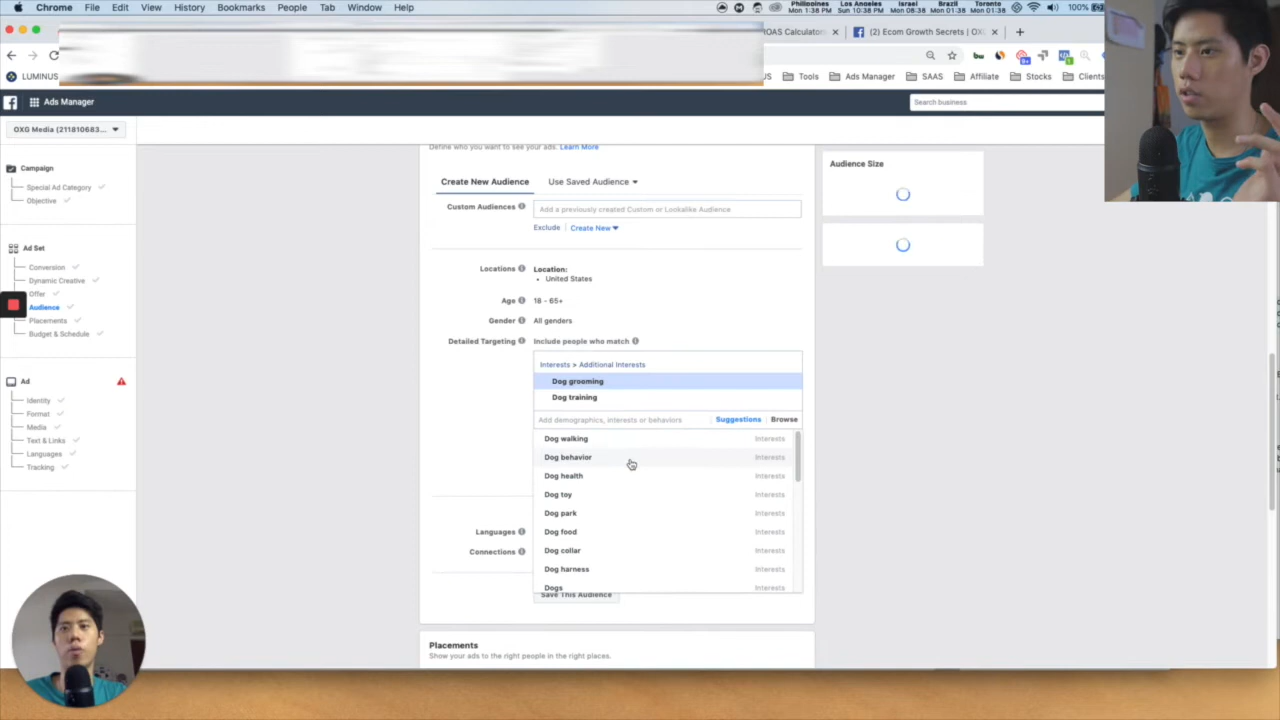 Chrome File Edit View History Bookmarks People Tab Window Help
Philippines Los Angeles Israel Brazil Toronto
Mon 1:38 PM Sun 10:38 PM Mon 08:38 Mon 01:38 Mon 01:38 100%
ROAS Calculator (2) Ecom Growth Secrets | OX
LUMINUS US Tools Ads Manager SAAS Affiliate Stocks Clients
Ads Manager Search business
OXG Media (211810683...
Campaign
Special Ad Category
Objective
Ad Set
Conversion
Dynamic Creative
Offer
Audience
Placements
Budget & Schedule
Ad
Identity
Format
Media
Text & Links
Languages
Tracking
Define who you want to see your ads. Learn More
Create New Audience Use Saved Audience
Custom Audiences Add a previously created Custom or Lookalike Audience
Exclude Create New
Locations Location:
United States
Age 18 - 65+
Gender All genders
Detailed Targeting Include people who match
Interests > Additional Interests
Dog grooming
Dog training
Add demographics, interests or behaviors Suggestions Browse
Dog walking Interests
Dog behavior Interests
Dog health Interests
Dog toy Interests
Dog park Interests
Dog food Interests
Dog collar Interests
Dog harness Interests
Dogs Interests
Languages
Connections
Save This Audience
Placements
Show your ads to the right people in the right places.
Audience Size